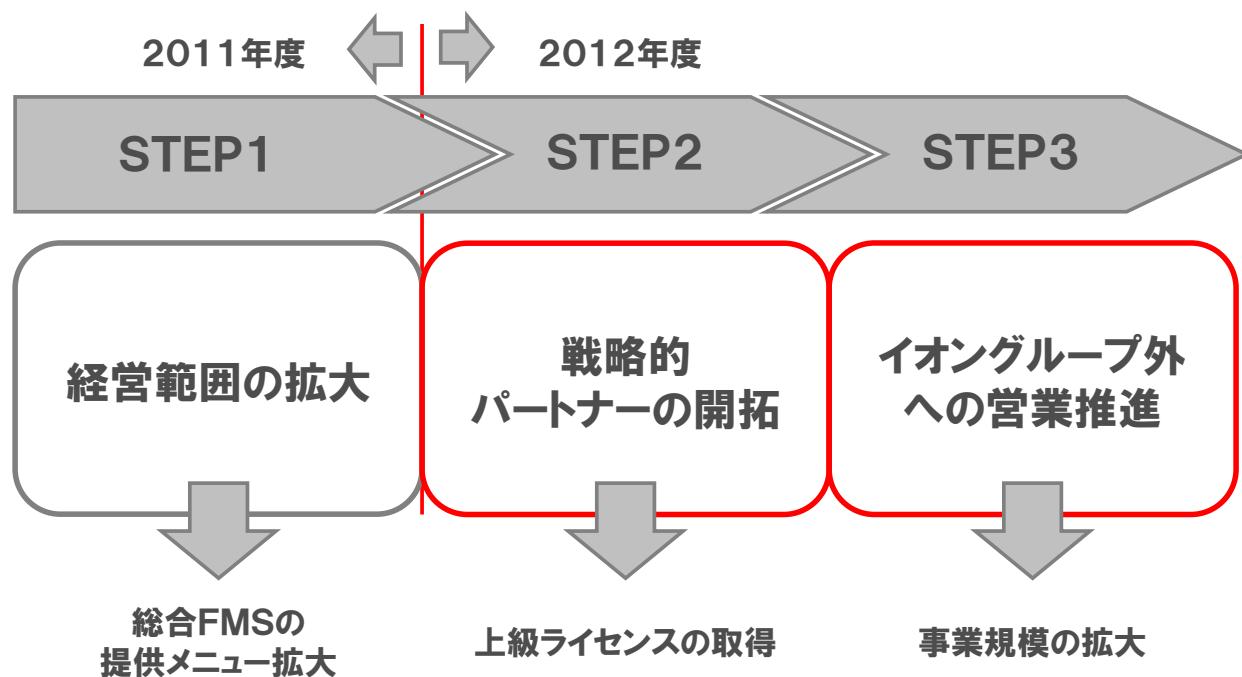 2011年度
2012年度
STEP1
STEP2
STEP3
経営範囲の拡大
戦略的
パートナーの開拓
イオングループ外
への営業推進
総合FMSの
提供メニュー拡大
上級ライセンスの取得
事業規模の拡大